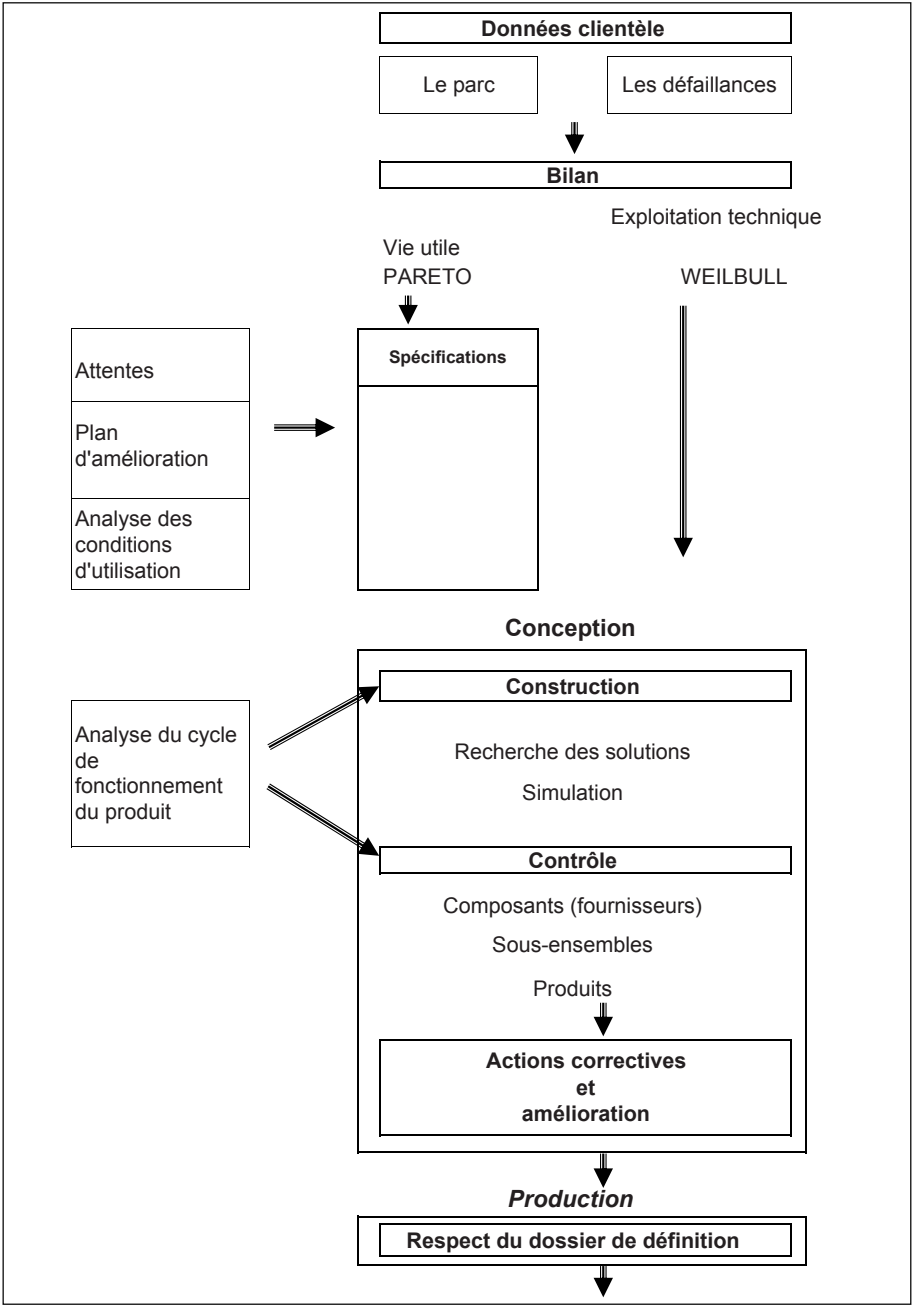 Données clientèle
Le parc
Les défaillances
Bilan
Exploitation technique
Vie utile
PARETO
WEILBULL
Spécifications
Attentes
Plan
d'amélioration
Analyse des
conditions
d'utilisation
Conception
Construction
Analyse du cycle
de
fonctionnement
du produit
Recherche des solutions
Simulation
Contrôle
Composants (fournisseurs)
Sous-ensembles
Produits
Actions correctives
et
amélioration
Production
Respect du dossier de définition